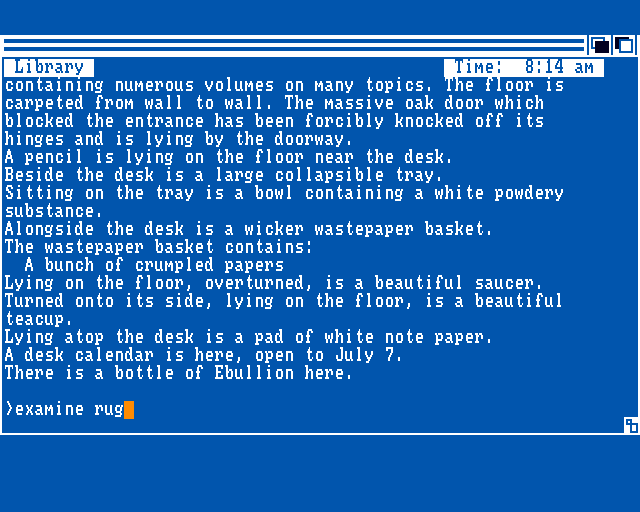 Library Time: 8:14 am
containing numerous volumes on many topics. The floor is
carpeted from wall to wall. The massive oak door which
blocked the entrance has been forcibly knocked off its
hinges and is lying by the doorway.
A pencil is lying on the floor near the desk.
Beside the desk is a large collapsible tray.
Sitting on the tray is a bowl containing a white powdery
substance.
Alongside the desk is a wicker wastepaper basket.
The wastepaper basket contains:
  A bunch of crumpled papers
Lying on the floor, overturned, is a beautiful saucer.
Turned onto its side, lying on the floor, is a beautiful
teacup.
Lying atop the desk is a pad of white note paper.
A desk calendar is here, open to July 7.
There is a bottle of Ebullion here.
>examine rug